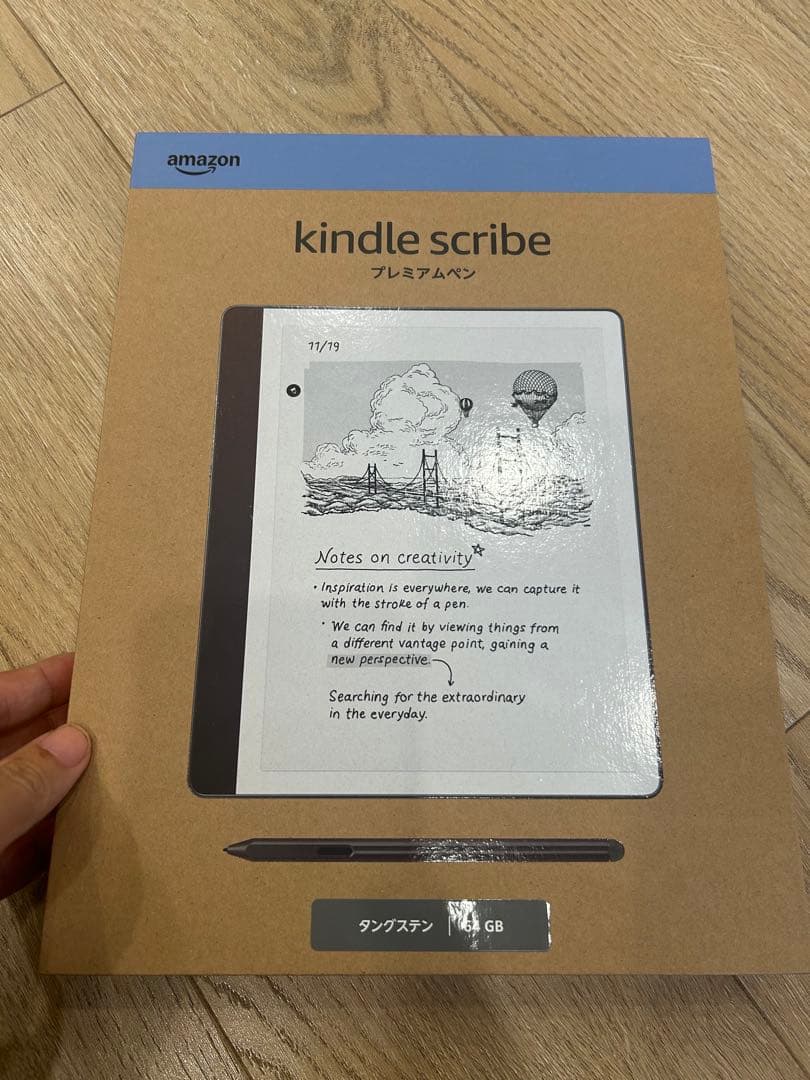 amazon
kindle scribe
プレミアムペン
11/19
Notes on creativity
• Inspiration is everywhere, we can capture it
with the stroke of a pen.
• We can find it by viewing things from
a different vantage point, gaining a
new perspective.
Searching for the extraordinary
in the everyday.
タングステン | 64 GB